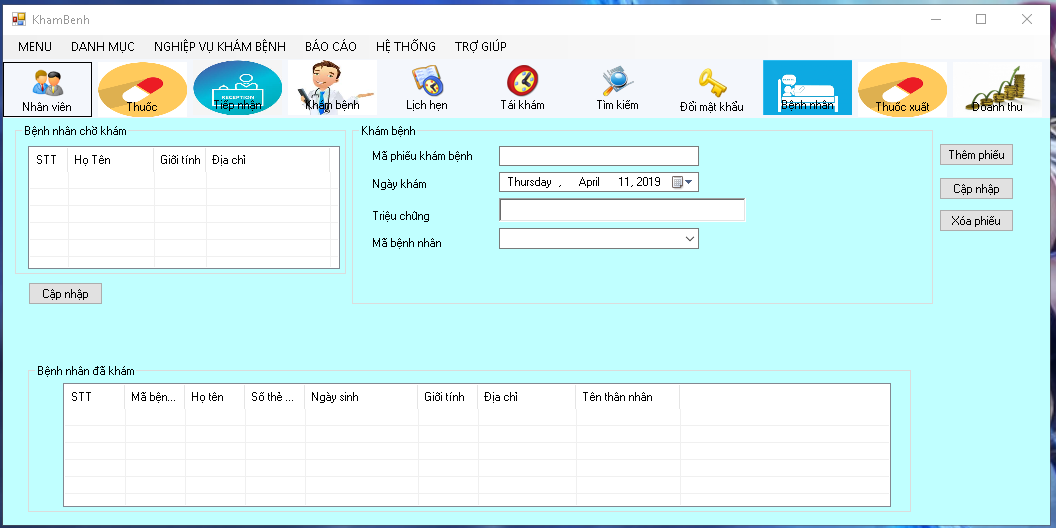 KhamBenh
MENU DANH MỤC NGHIỆP VỤ KHÁM BỆNH BÁO CÁO HỆ THỐNG TRỢ GIÚP
RECEPTION
Nhân viên Thuốc Tiếp nhận Khám bệnh Lịch hẹn Tái khám Tìm kiếm Đổi mật khẩu Bệnh nhân Thuốc xuất Doanh thu
Bệnh nhân chờ khám
STT Họ Tên Giới tính Địa chỉ
Cập nhập
Khám bệnh
Mã phiếu khám bệnh
Ngày khám Thursday , April 11, 2019
Triệu chứng
Mã bệnh nhân
Thêm phiếu
Cập nhập
Xóa phiếu
Bệnh nhân đã khám
STT Mã bện... Họ tên Số thẻ ... Ngày sinh Giới tính Địa chỉ Tên thân nhân